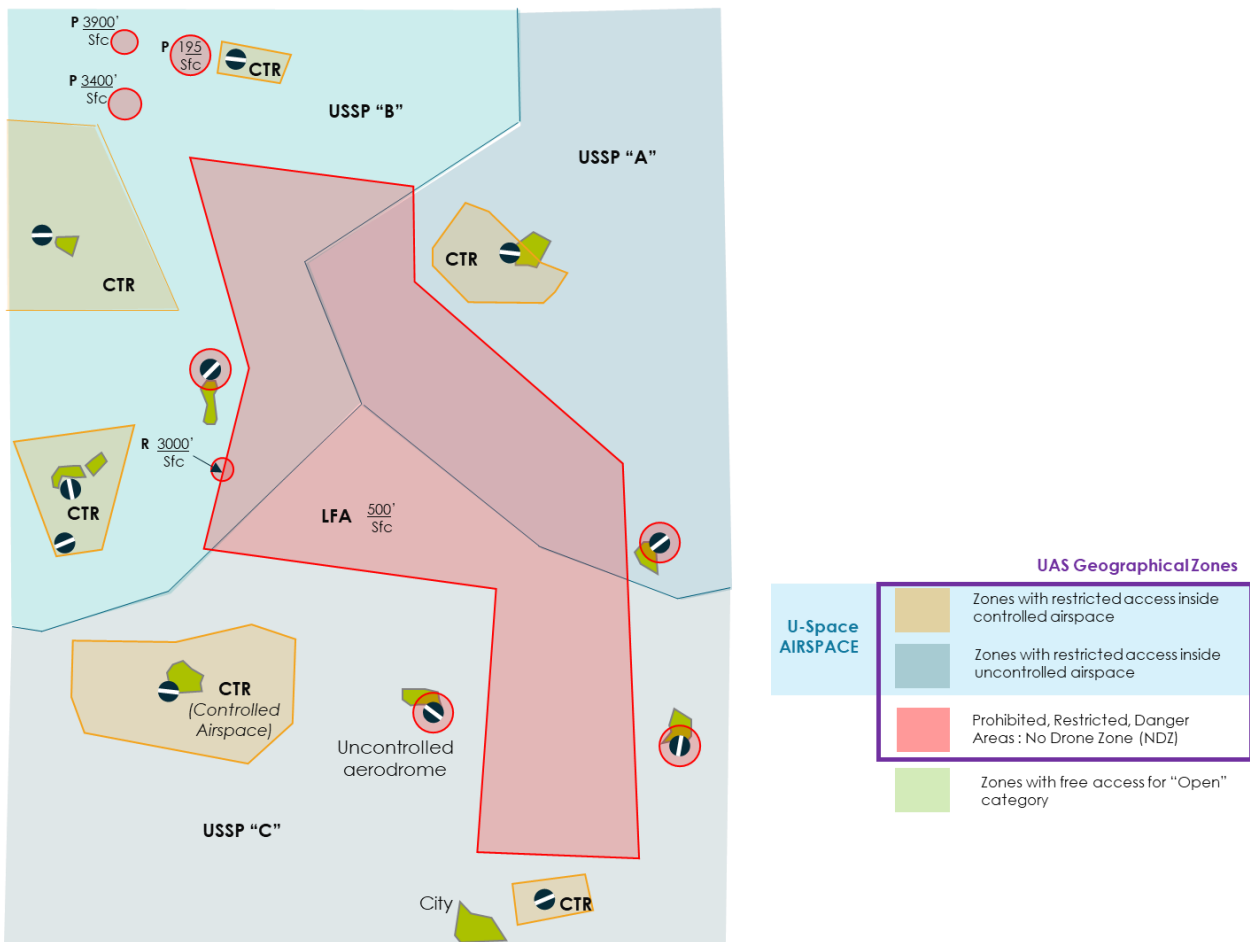 P 3900'
Sfc
P 195
Sfc
CTR
P 3400'
Sfc
USSP "B"
USSP "A"
CTR
CTR
R 3000'
Sfc
CTR
LFA 500'
Sfc
CTR
(Controlled
Airspace)
Uncontrolled
aerodrome
USSP "C"
City
CTR
UAS Geographical Zones
U-Space
AIRSPACE
Zones with restricted access inside
controlled airspace
Zones with restricted access inside
uncontrolled airspace
Prohibited, Restricted, Danger
Areas : No Drone Zone (NDZ)
Zones with free access for "Open"
category